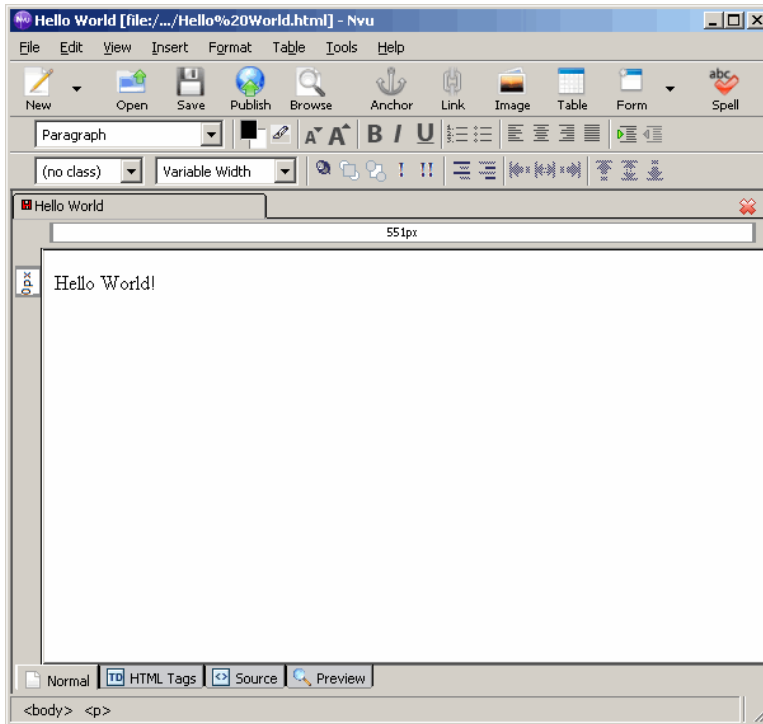 Hello World [file:/.../Hello%20World.html] - Nvu
File Edit View Insert Format Table Tools Help
New Open Save Publish Browse Anchor Link Image Table Form Spell
Paragraph
(no class) Variable Width
Hello World
551px
0px
Hello World!
Normal HTML Tags Source Preview
<body> <p>